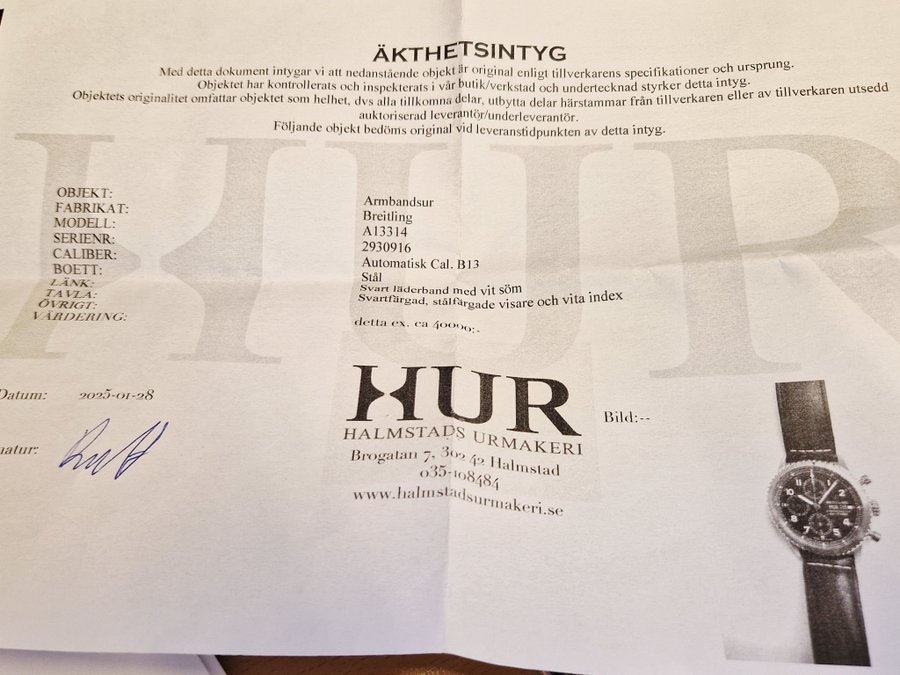 ÄKTHETSINTYG
Med detta dokument intygar vi att nedanstående objekt är original enligt tillverkarens specifikationer och ursprung.
Objektet har kontrollerats och inspekterats i vår butik/verkstad och undertecknad styrker detta intyg.
Objektets originalitet omfattar objektet som helhet, dvs alla tillkomna delar, utbytta delar härstammar från tillverkaren eller av tillverkaren utsedd
auktoriserad leverantör/underleverantör.
Följande objekt bedöms original vid leveranstidpunkten av detta intyg.
HUR
OBJEKT: Armbandsur
FABRIKAT: Breitling
MODELL: A13314
SERIENR: 2930916
CALIBER: Automatisk Cal. B13
BOETT: Stål
LÄNK: Svart läderband med vit söm
TAVLA: Svartfärgad, stålfärgade visare och vita index
ÖVRIGT:
VÄRDERING: detta ex. ca 40000:-
Datum: 2025-01-28
natur:
HUR
HALMSTADS URMAKERI
Brogatan 7, 302 42 Halmstad
035-108484
www.halmstadsurmakeri.se
Bild:--